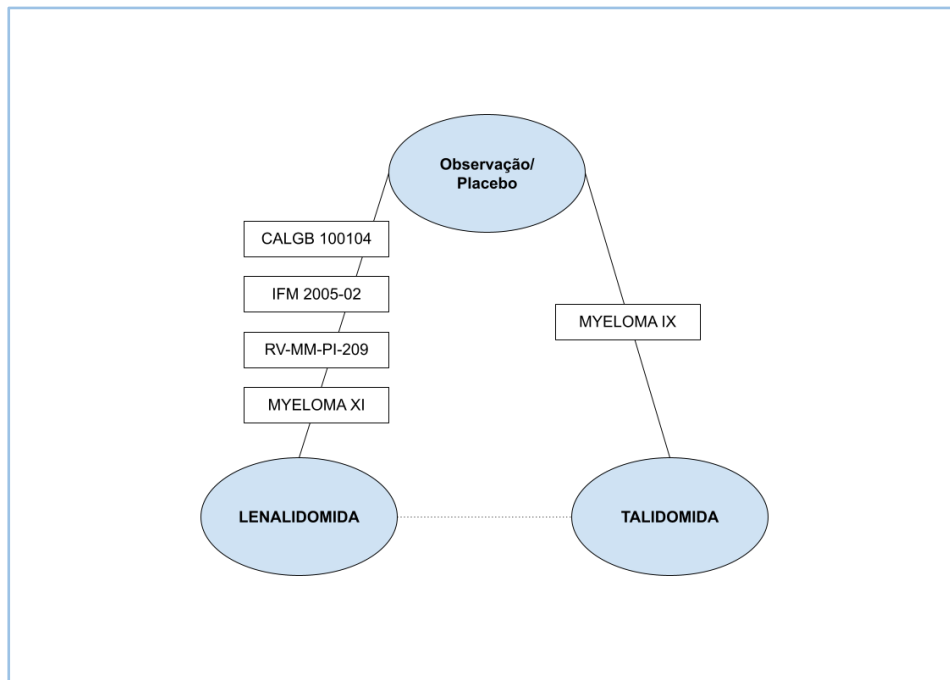 Observação/
Placebo
CALGB 100104
IFM 2005-02
RV-MM-PI-209
MYELOMA XI
MYELOMA IX
LENALIDOMIDA
TALIDOMIDA